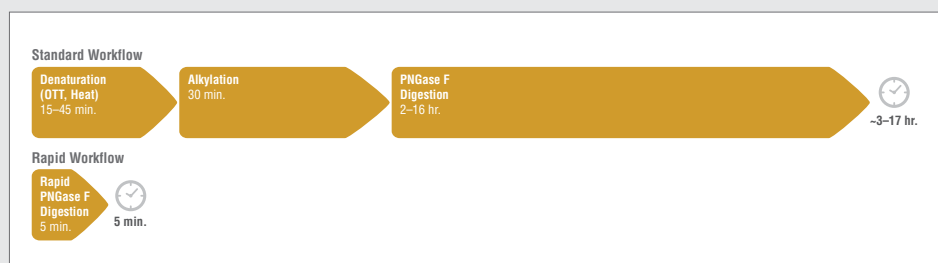 Standard Workflow
Denaturation
(OTT, Heat)
15–45 min.
Alkylation
30 min.
PNGase F
Digestion
2–16 hr.
~3–17 hr.
Rapid Workflow
Rapid
PNGase F
Digestion
5 min.
5 min.